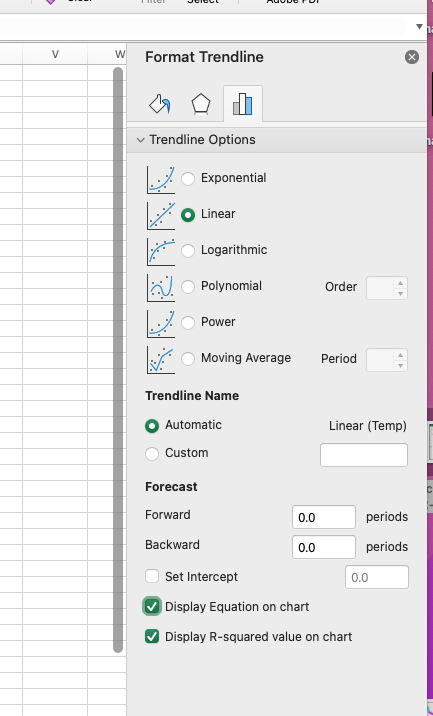 Select
Adobe PDF
V W
Format Trendline
Trendline Options
Exponential
Linear
Logarithmic
Polynomial Order
Power
Moving Average Period
Trendline Name
Automatic Linear (Temp)
Custom
Forecast
Forward 0.0 periods
Backward 0.0 periods
Set Intercept 0.0
Display Equation on chart
Display R-squared value on chart